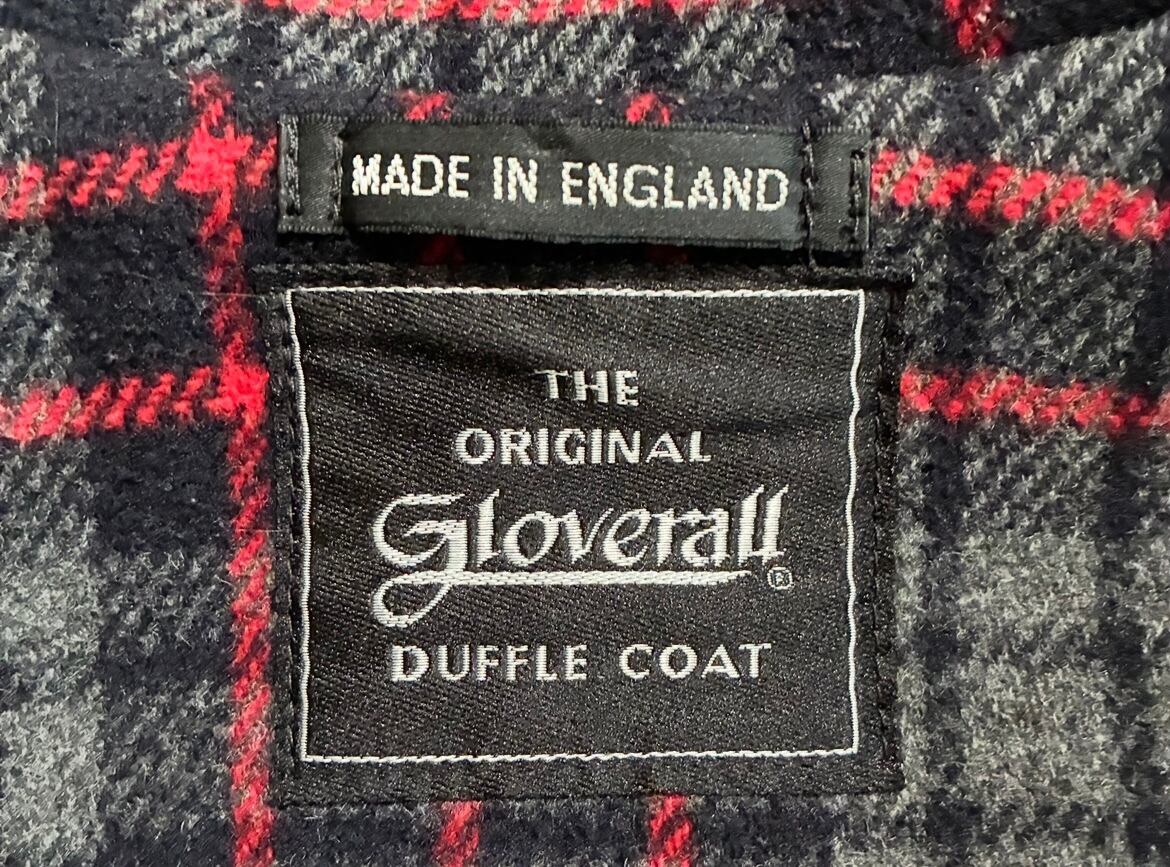 MADE IN ENGLAND
THE
ORIGINAL
Gloverall®
DUFFLE COAT